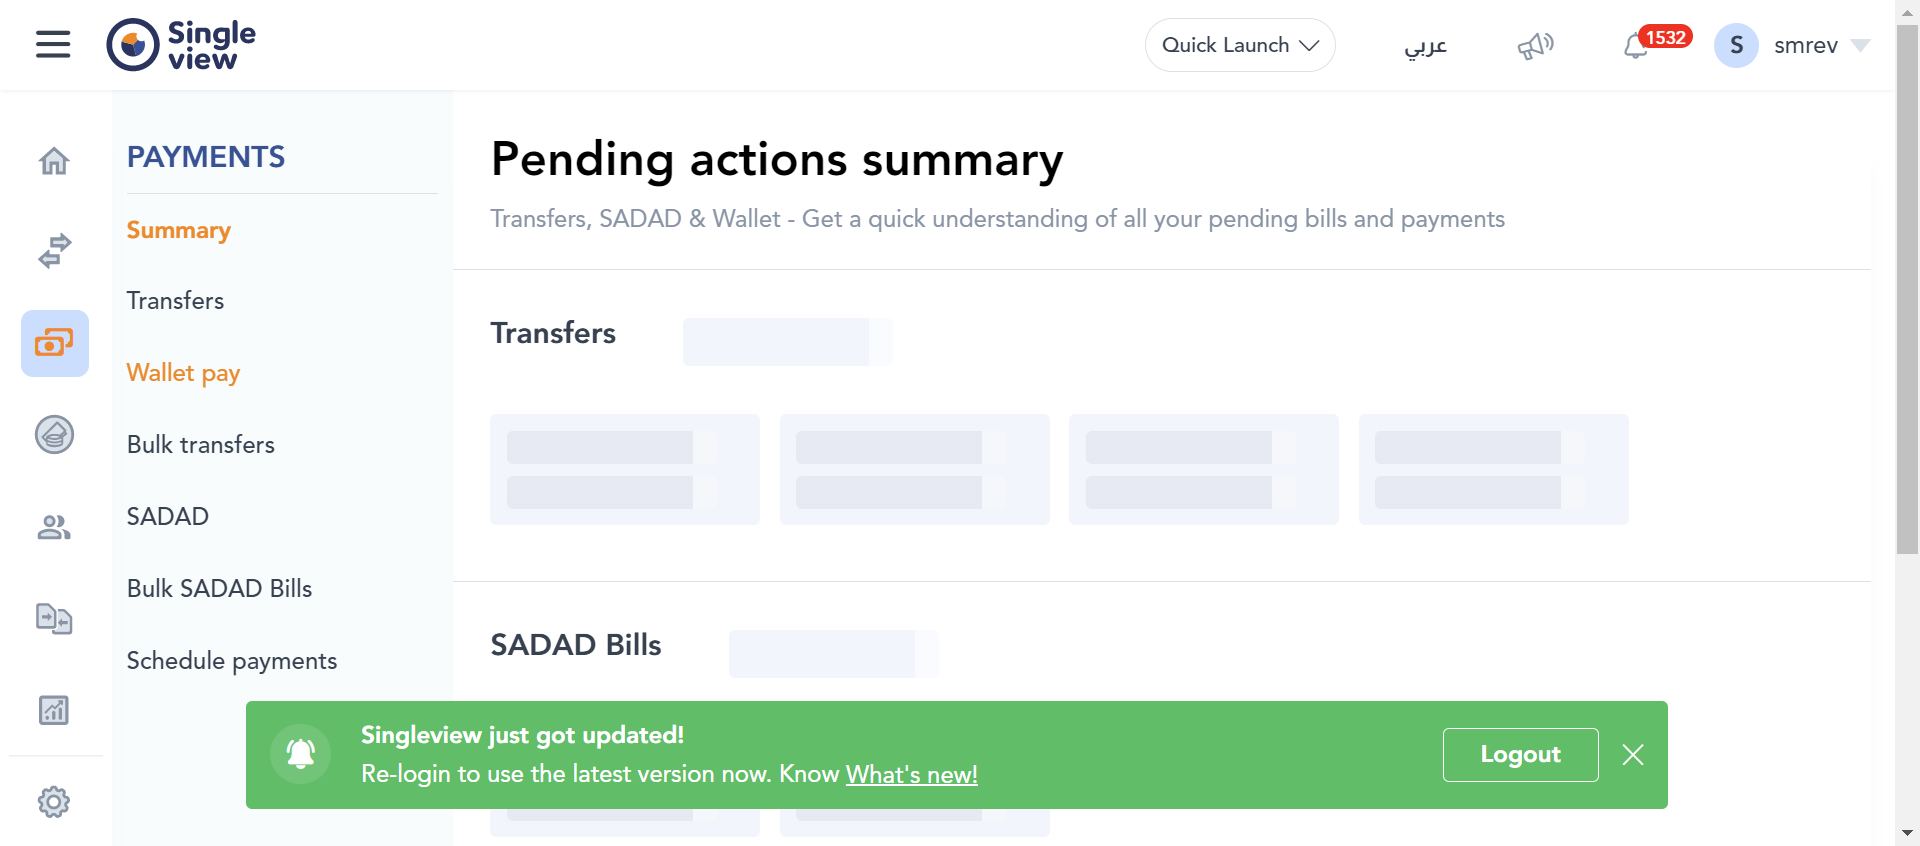 Single
view
Quick Launch
عربي
1532
S
smrev
PAYMENTS
Summary
Transfers
Wallet pay
Bulk transfers
SADAD
Bulk SADAD Bills
Schedule payments
Pending actions summary
Transfers, SADAD & Wallet - Get a quick understanding of all your pending bills and payments
Transfers
SADAD Bills
Singleview just got updated!
Re-login to use the latest version now. Know What's new!
Logout